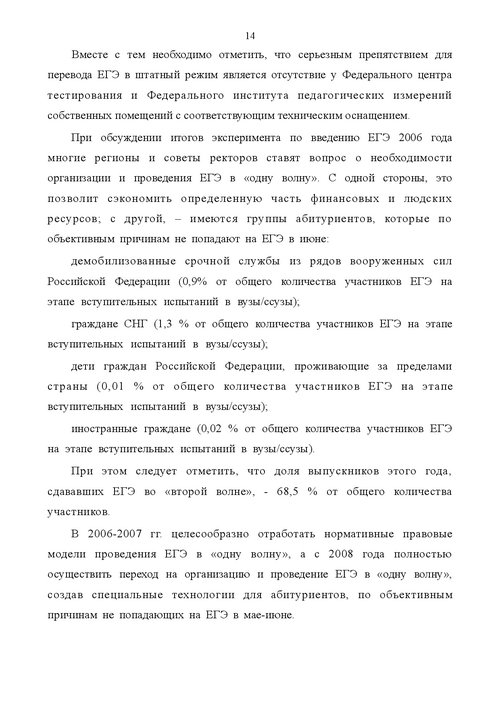 14
Вместе с тем необходимо отметить, что серьезным препятствием для
перевода ЕГЭ в штатный режим является отсутствие у Федерального центра
тестирования и Федерального института педагогических измерений
собственных помещений с соответствующим техническим оснащением.
При обсуждении итогов эксперимента по введению ЕГЭ 2006 года
многие регионы и советы ректоров ставят вопрос о необходимости
организации и проведения ЕГЭ в «одну волну». С одной стороны, это
позволит сэкономить определенную часть финансовых и людских
ресурсов; с другой, – имеются группы абитуриентов, которые по
объективным причинам не попадают на ЕГЭ в июне:
демобилизованные срочной службы из рядов вооруженных сил
Российской Федерации (0,9% от общего количества участников ЕГЭ на
этапе вступительных испытаний в вузы/ссузы);
граждане СНГ (1,3 % от общего количества участников ЕГЭ на этапе
вступительных испытаний в вузы/ссузы);
дети граждан Российской Федерации, проживающие за пределами
страны (0,01 % от общего количества участников ЕГЭ на этапе
вступительных испытаний в вузы/ссузы);
иностранные граждане (0,02 % от общего количества участников ЕГЭ
на этапе вступительных испытаний в вузы/ссузы).
При этом следует отметить, что доля выпускников этого года,
сдававших ЕГЭ во «второй волне», - 68,5 % от общего количества
участников.
В 2006-2007 гг. целесообразно отработать нормативные правовые
модели проведения ЕГЭ в «одну волну», а с 2008 года полностью
осуществить переход на организацию и проведение ЕГЭ в «одну волну»,
создав специальные технологии для абитуриентов, по объективным
причинам не попадающих на ЕГЭ в мае-июне.